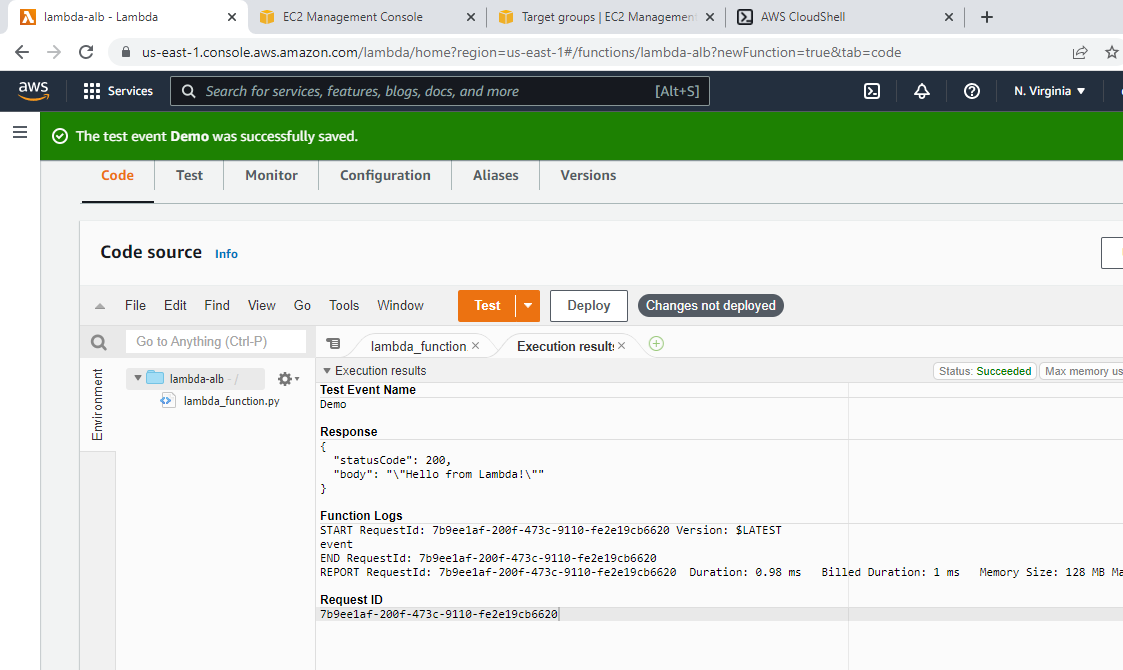 lambda-alb - Lambda
EC2 Management Console
Target groups | EC2 Management
AWS CloudShell
us-east-1.console.aws.amazon.com/lambda/home?region=us-east-1#/functions/lambda-alb?newFunction=true&tab=code
aws
Services
Search for services, features, blogs, docs, and more
[Alt+S]
N. Virginia
The test event Demo was successfully saved.
Code
Test
Monitor
Configuration
Aliases
Versions
Code source Info
File Edit Find View Go Tools Window
Test
Deploy
Changes not deployed
Go to Anything (Ctrl-P)
lambda_function
Execution results
Environment
lambda-alb - /
lambda_function.py
Execution results
Status: Succeeded
Max memory us
Test Event Name
Demo
Response
{
"statusCode": 200,
"body": "\"Hello from Lambda!\""
}
Function Logs
START RequestId: 7b9ee1af-200f-473c-9110-fe2e19cb6620 Version: $LATEST
event
END RequestId: 7b9ee1af-200f-473c-9110-fe2e19cb6620
REPORT RequestId: 7b9ee1af-200f-473c-9110-fe2e19cb6620 Duration: 0.98 ms Billed Duration: 1 ms Memory Size: 128 MB Ma
Request ID
7b9ee1af-200f-473c-9110-fe2e19cb6620